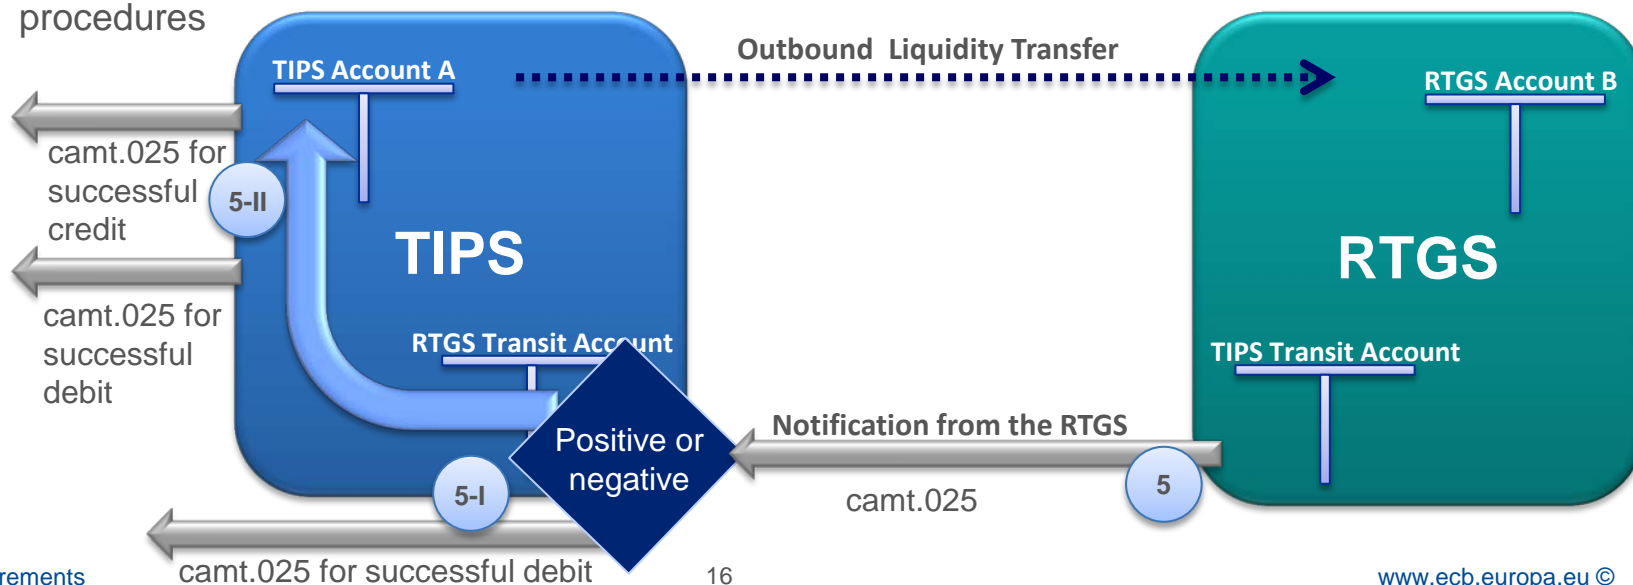 procedures
Outbound Liquidity Transfer
TIPS Account A
RTGS Account B
camt.025 for
successful
credit
5-II
TIPS
RTGS
camt.025 for
successful
debit
RTGS Transit Account
TIPS Transit Account
Notification from the RTGS
Positive or
negative
5-I
5
camt.025
camt.025 for successful debit
rements
16
www.ecb.europa.eu ©